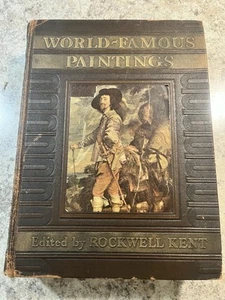 WORLD-FAMOUS
PAINTINGS
Edited by ROCKWELL KENT